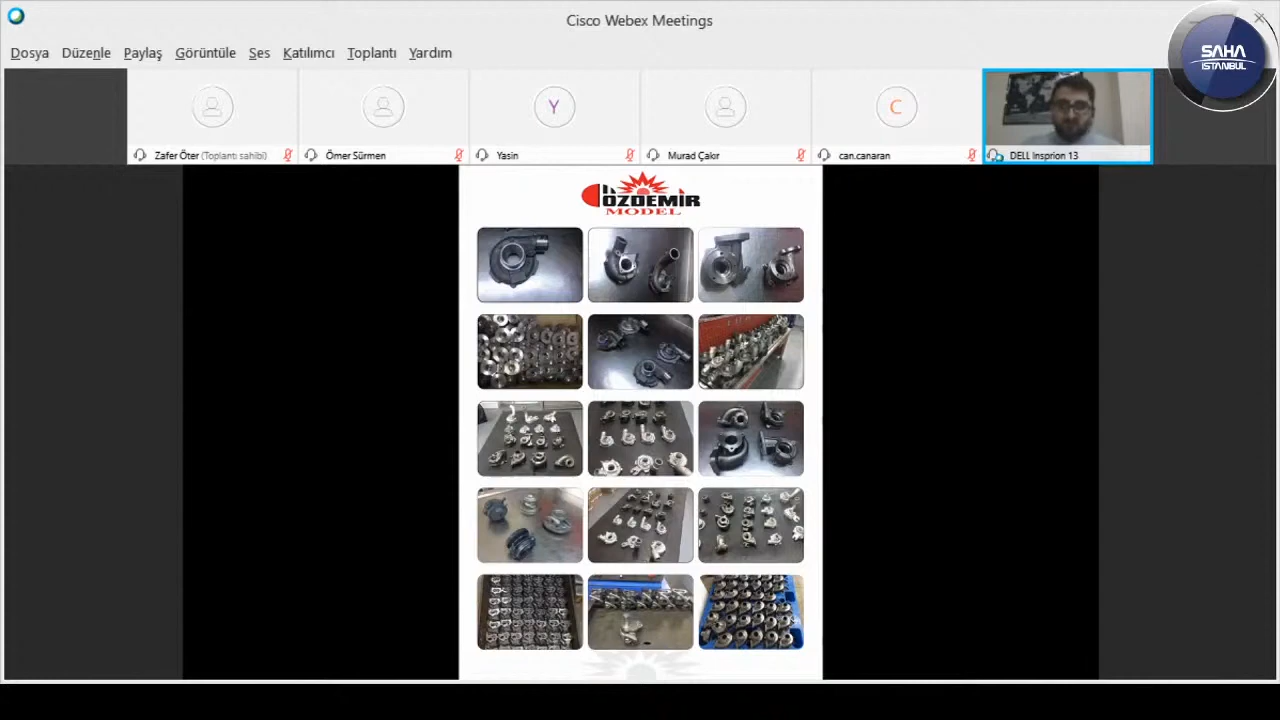 Cisco Webex Meetings
SAHA
İSTANBUL
Dosya Düzenle Paylaş Görüntüle Ses Katılımcı Toplantı Yardım
Y
C
Zafer Öter (Toplantı sahibi)
Ömer Sürmen
Yasin
Murad Çakır
can.canaran
DELL Insprion 13
ÖZDEMİR
MODEL